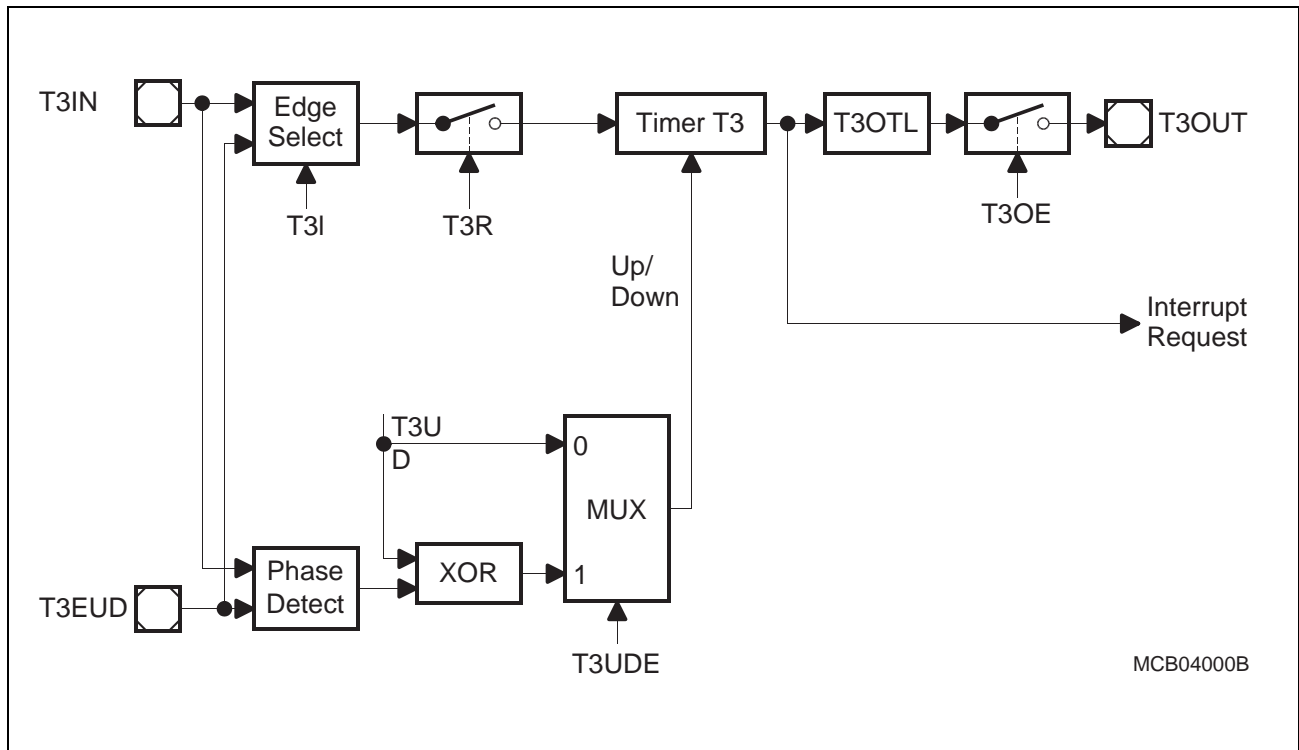 T3IN
Edge
Select
Timer T3
T3OTL
T3OUT
T3I
T3R
T3OE
Up/
Down
Interrupt
Request
T3U
D
0
MUX
Phase
Detect
XOR
1
T3EUD
T3UDE
MCB04000B